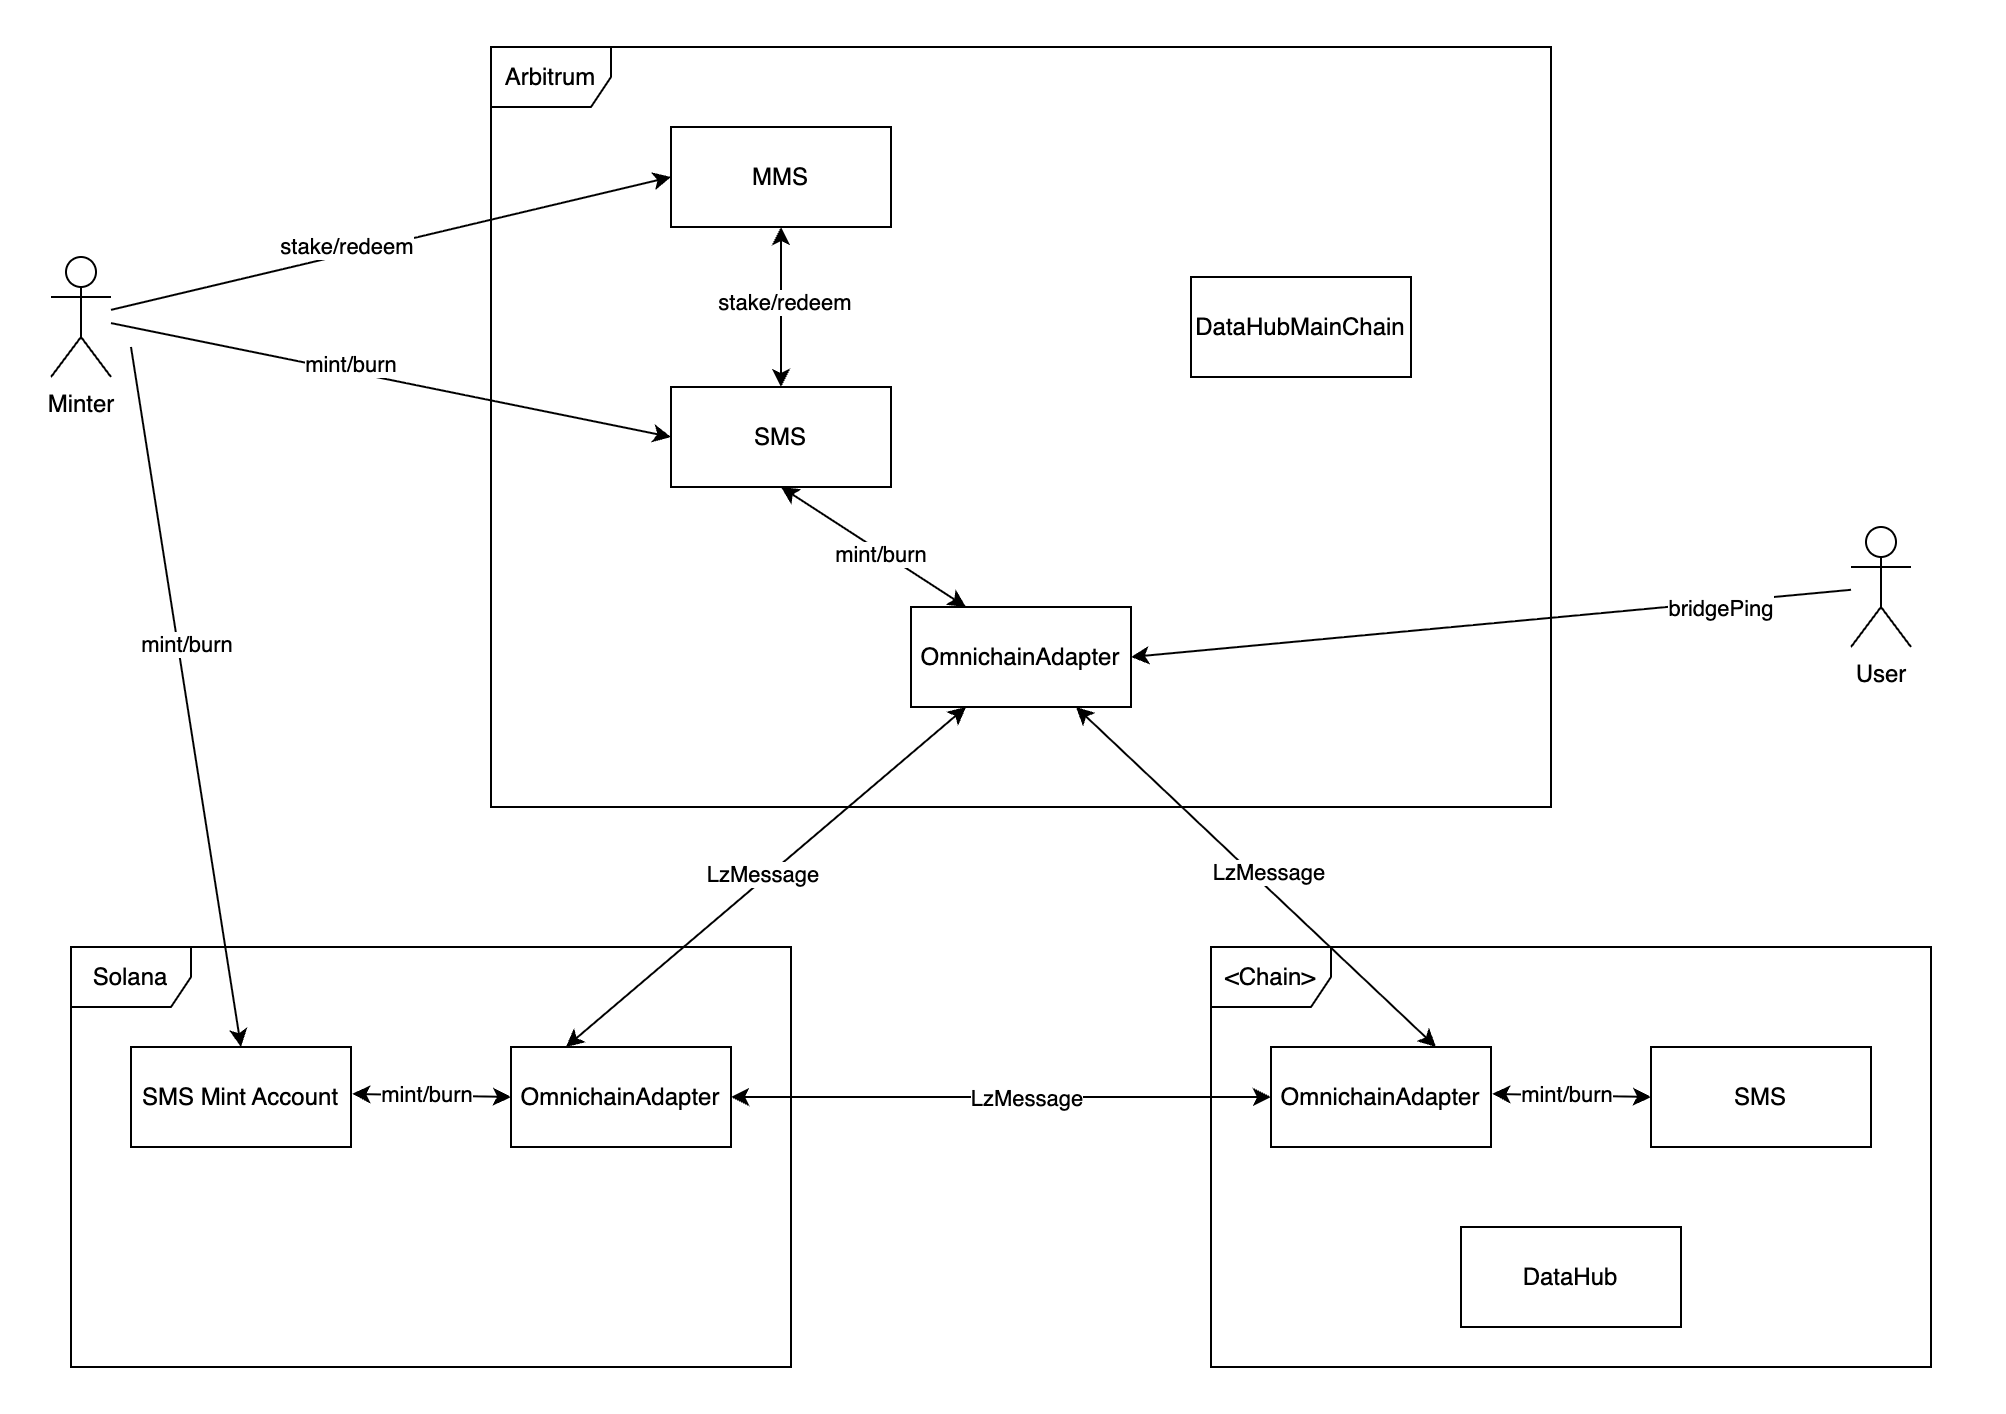 Arbitrum
MMS
stake/redeem
stake/redeem
DataHubMainChain
mint/burn
Minter
SMS
mint/burn
bridgePing
mint/burn
OmnichainAdapter
User
LzMessage
LzMessage
Solana
<Chain>
SMS Mint Account
mint/burn
OmnichainAdapter
LzMessage
OmnichainAdapter
mint/burn
SMS
DataHub